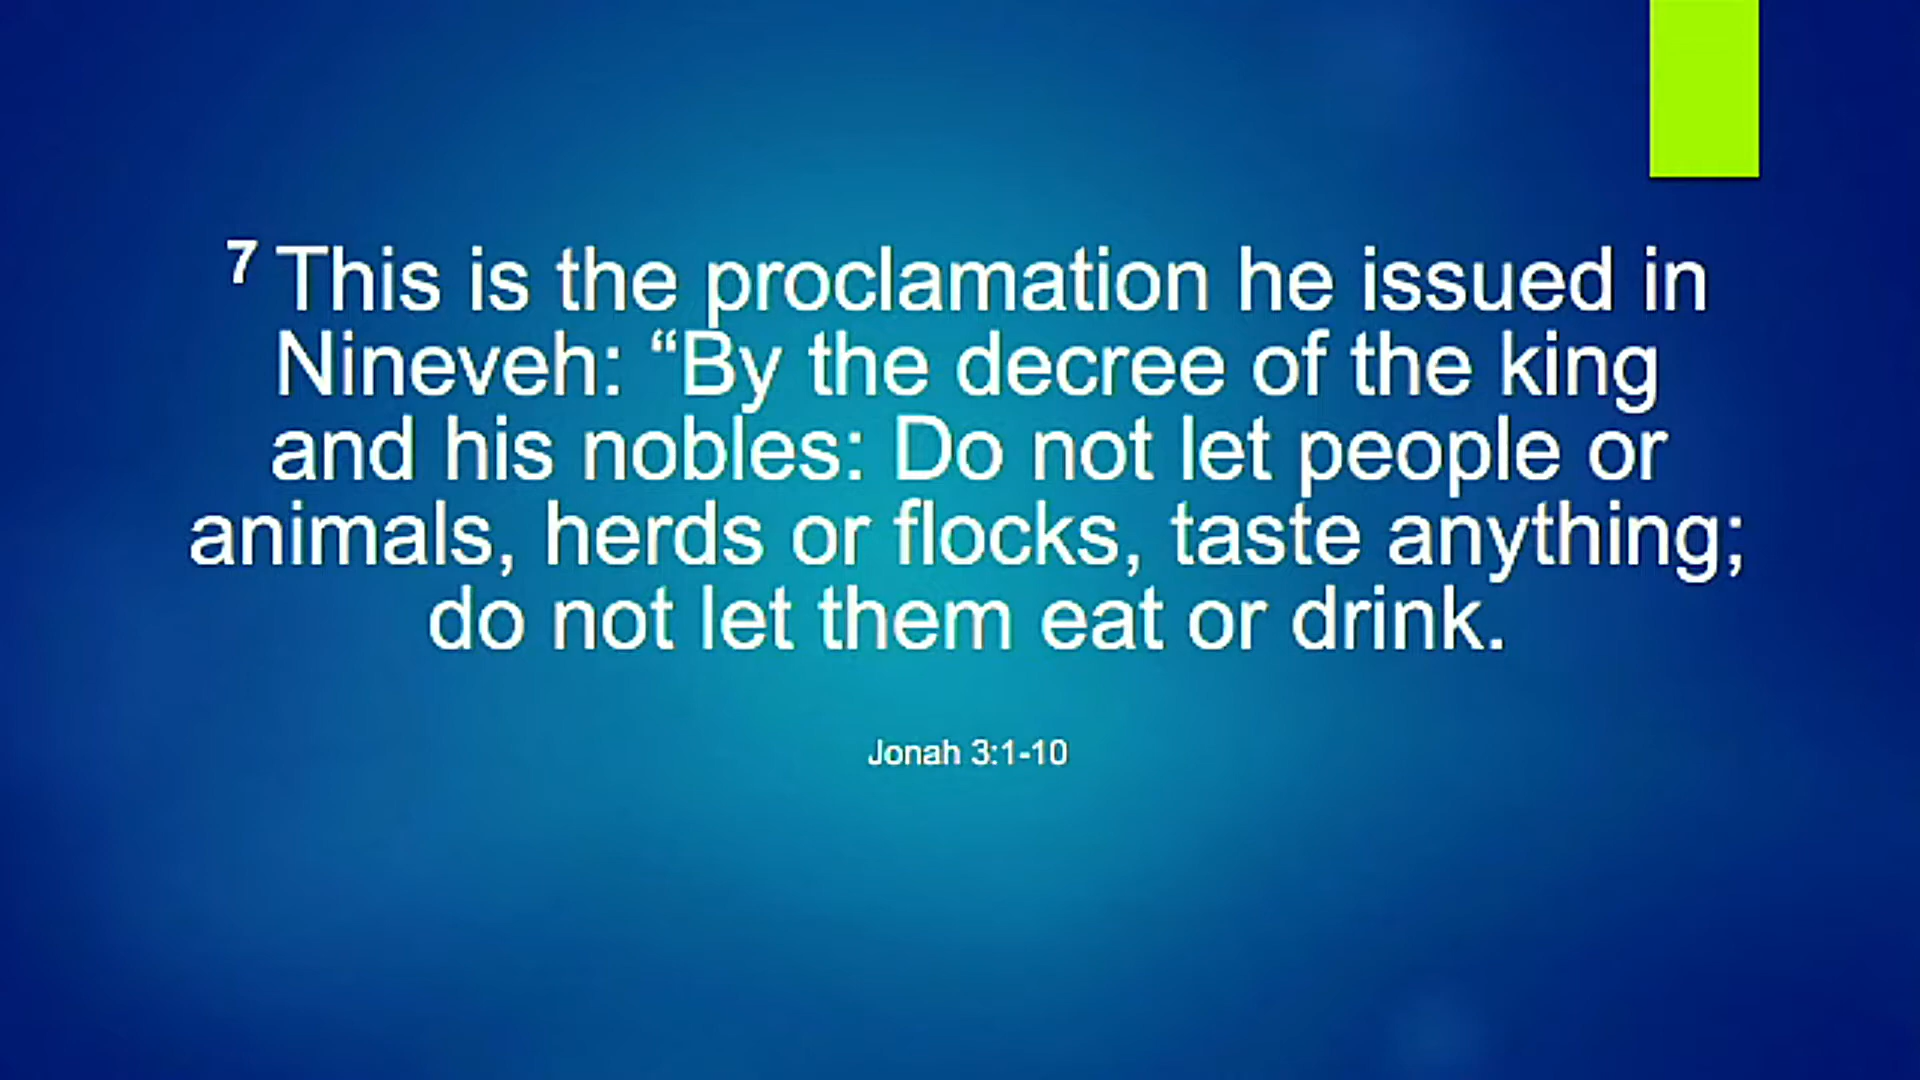 7 This is the proclamation he issued in
Nineveh: “By the decree of the king
and his nobles: Do not let people or
animals, herds or flocks, taste anything;
do not let them eat or drink.
Jonah 3:1-10